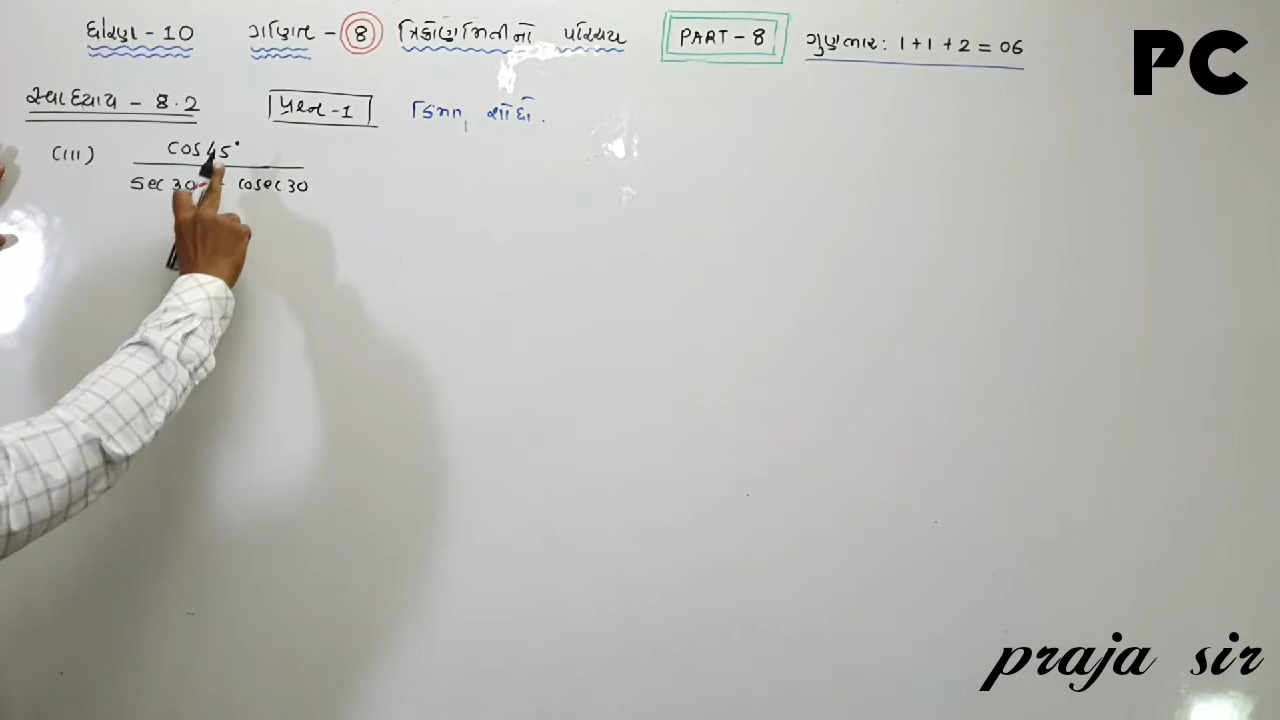 ધોરણ - 10 ગણિત - 8 ત્રિકોણમિતીનો પરિચય PART - 8 ગુણભાર : 1 + 1 + 2 = 06
PC
સ્વાધ્યાય - 8.2 પ્રશ્ન - 1 કિંમત શોધો.
(iii) cos 45°
sec 30 + cosec 30
praja sir